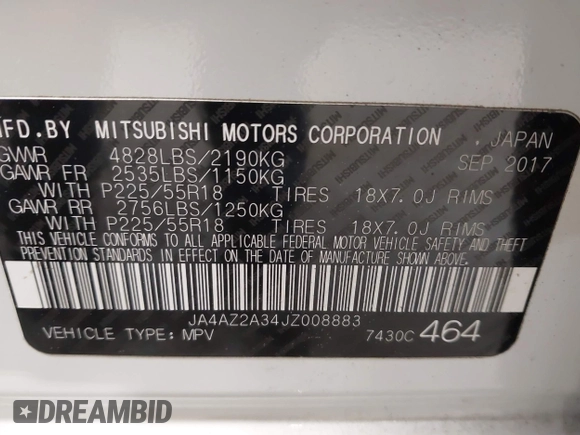 MFD.BY MITSUBISHI MOTORS CORPORATION , JAPAN
GVWR 4828LBS/2190KG SEP 2017
GAWR FR 2535LBS/1150KG
WITH P225/55R18 TIRES 18X7.0J RIMS
GAWR RR 2756LBS/1250KG
WITH P225/55R18 TIRES 18X7.0J RIMS
THIS VEHICLE CONFORMS TO ALL APPLICABLE FEDERAL MOTOR VEHICLE SAFETY AND THEFT
PREVENTION STANDARDS IN EFFECT ON THE DATE OF MANUFACTURE SHOWN ABOVE.
JA4AZ2A34JZ008883
VEHICLE TYPE: MPV 7430C 464
DREAMBID